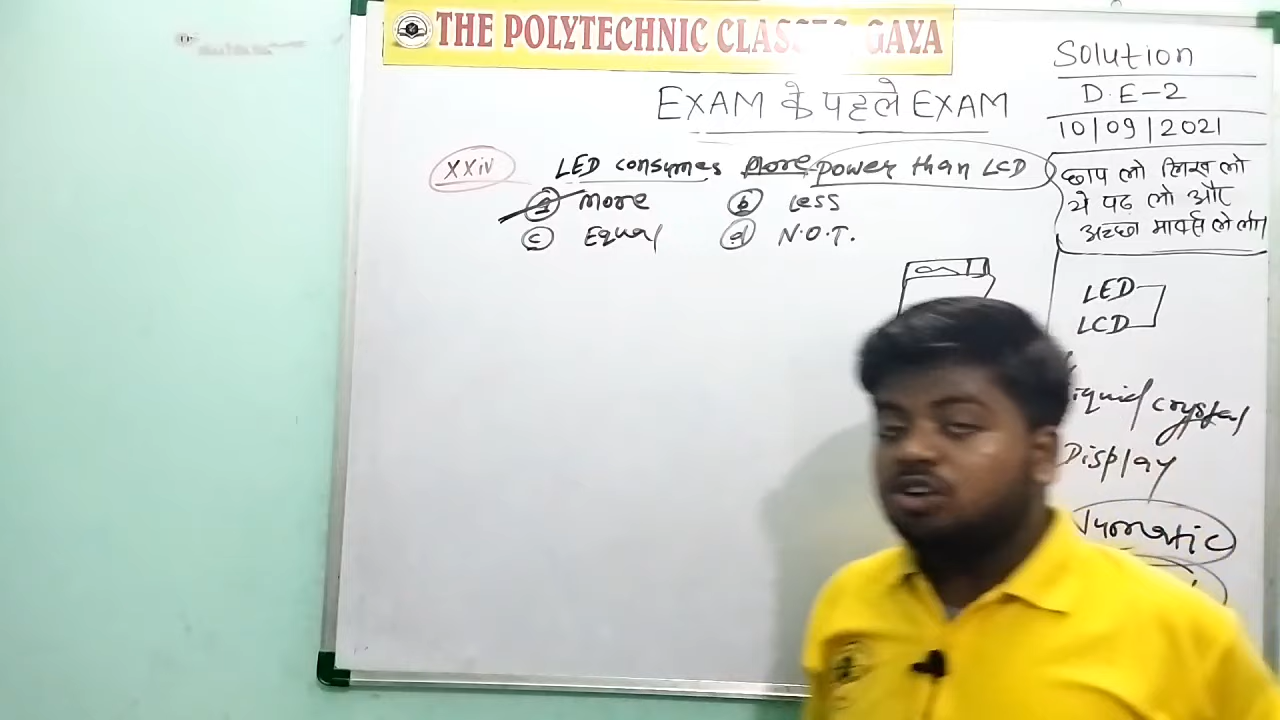 THE POLYTECHNIC CLASSES GAYA
EXAM के पहले EXAM
XXiv LED consumes more power than LCD
(a) more (b) Less
(c) Equal (d) N.O.T.
Solution
D.E-2
10/09/2021
छाप लो लिख लो
ये पढ़ लो और
अच्छा मार्क्स ले लो।
LED
LCD
Liquid crystal
Display